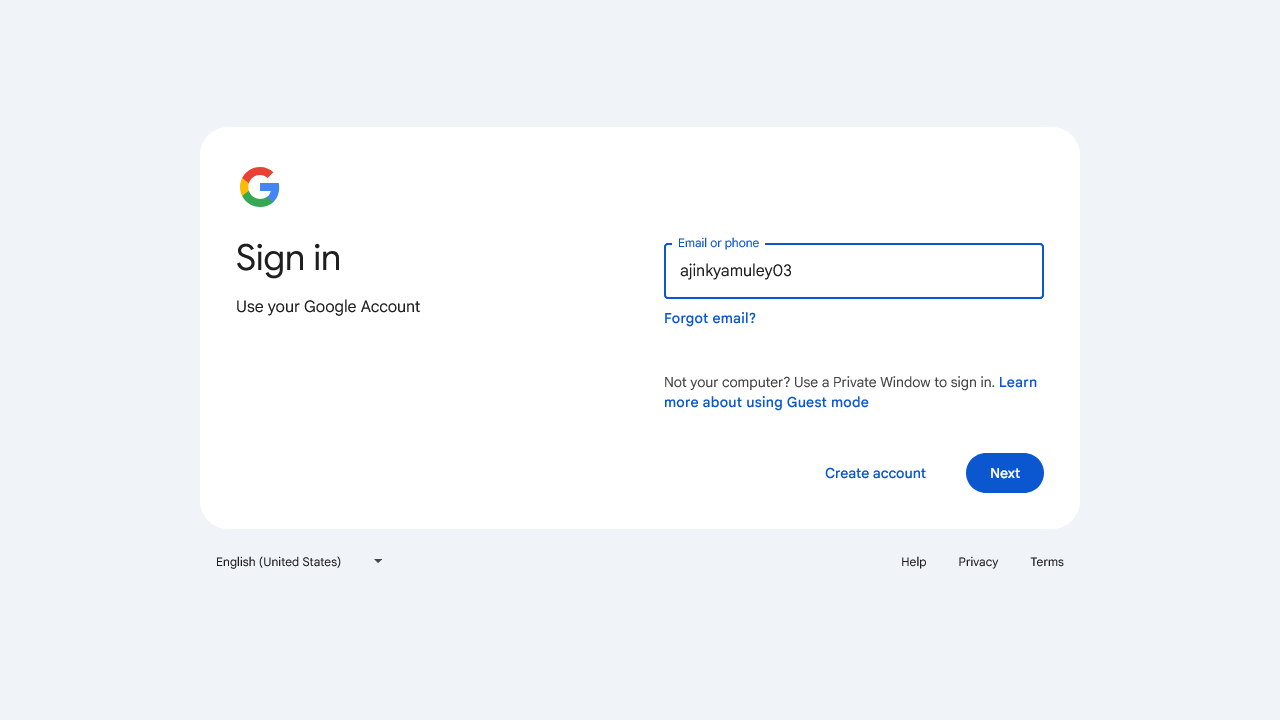 Sign in
Use your Google Account
Email or phone
ajinkyamuley03
Forgot email?
Not your computer? Use a Private Window to sign in. Learn
more about using Guest mode
Create account
Next
English (United States)
Help
Privacy
Terms